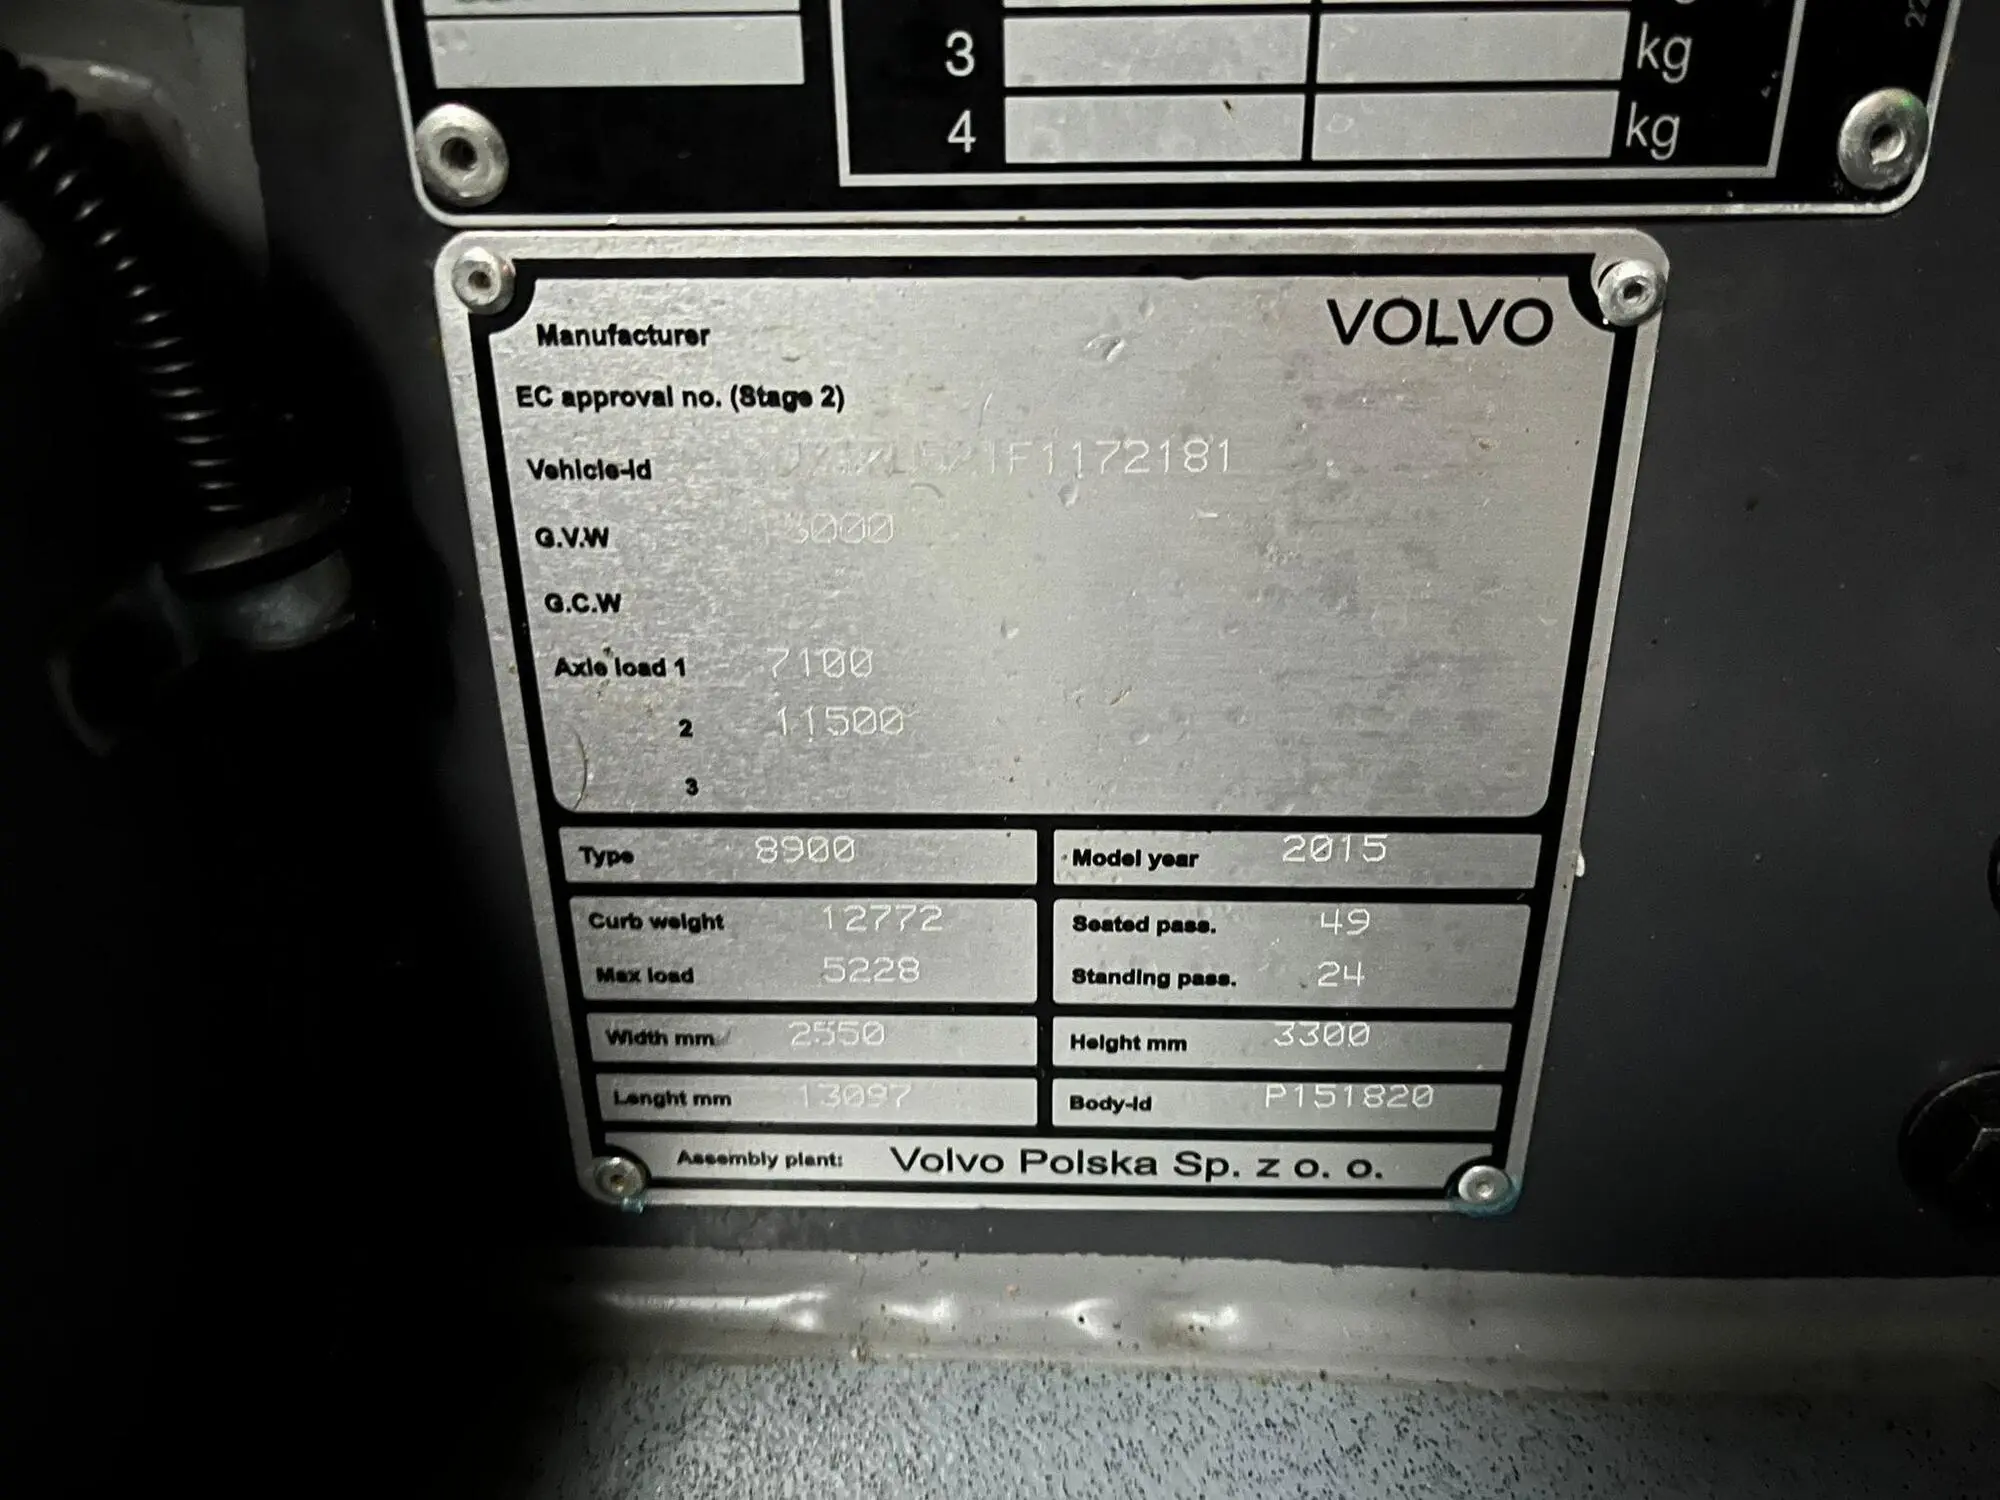 3 kg
4 kg
VOLVO
Manufacturer
EC approval no. (Stage 2)
Vehicle-Id
G.V.W
G.C.W
Axle load 1 7100
2 11500
3
Type 8900 Model year 2015
Curb weight 12772 Seated pass. 49
Max load 5228 Standing pass. 24
Width mm 2550 Height mm 3300
Lenght mm 13097 Body-Id P151820
Assembly plant: Volvo Polska Sp. z o. o.